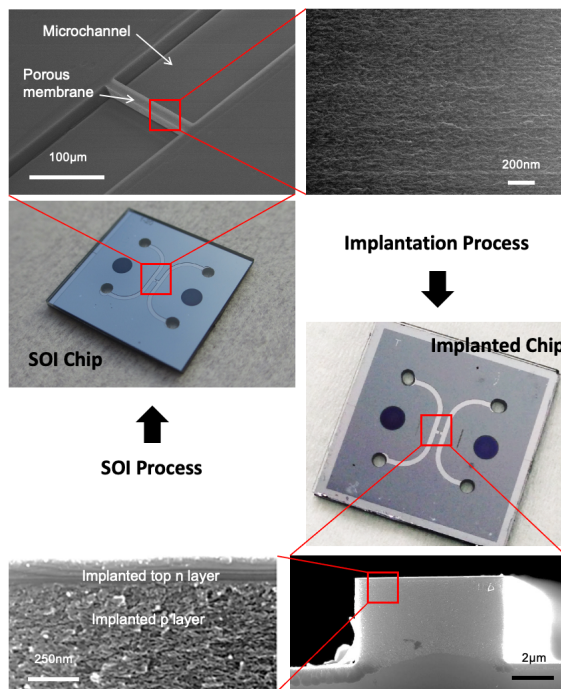 Microchannel
Porous
membrane
100µm
200nm
Implantation Process
SOI Chip
Implanted Chip
SOI Process
Implanted top n layer
Implanted p layer
250nm
2µm